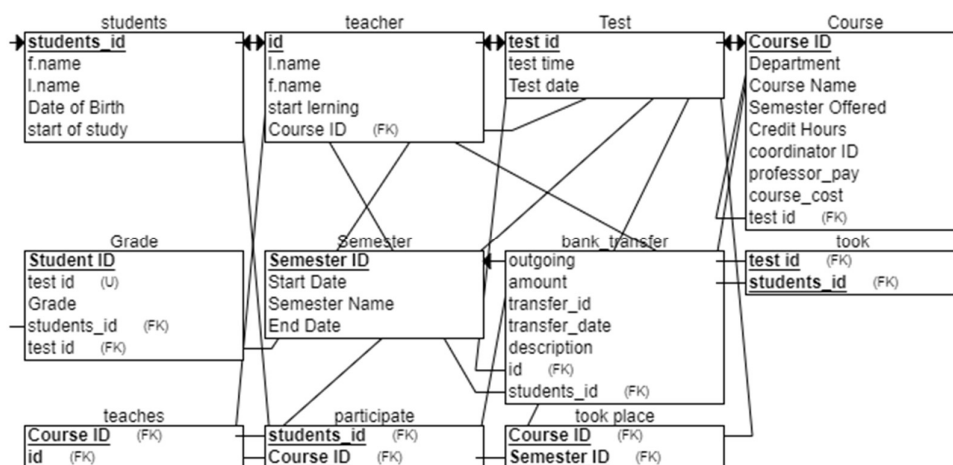 students
students_id
f.name
l.name
Date of Birth
start of study
teacher
id
l.name
f.name
start lerning
Course ID (FK)
Test
test id
test time
Test date
Course
Course ID
Department
Course Name
Semester Offered
Credit Hours
coordinator ID
professor_pay
course_cost
test id (FK)
Grade
Student ID
test id (U)
Grade
students_id (FK)
test id (FK)
Semester
Semester ID
Start Date
Semester Name
End Date
bank_transfer
outgoing
amount
transfer_id
transfer_date
description
id (FK)
students_id (FK)
took
test id (FK)
students_id (FK)
teaches
Course ID (FK)
id (FK)
participate
students_id (FK)
Course ID (FK)
took place
Course ID (FK)
Semester ID (FK)